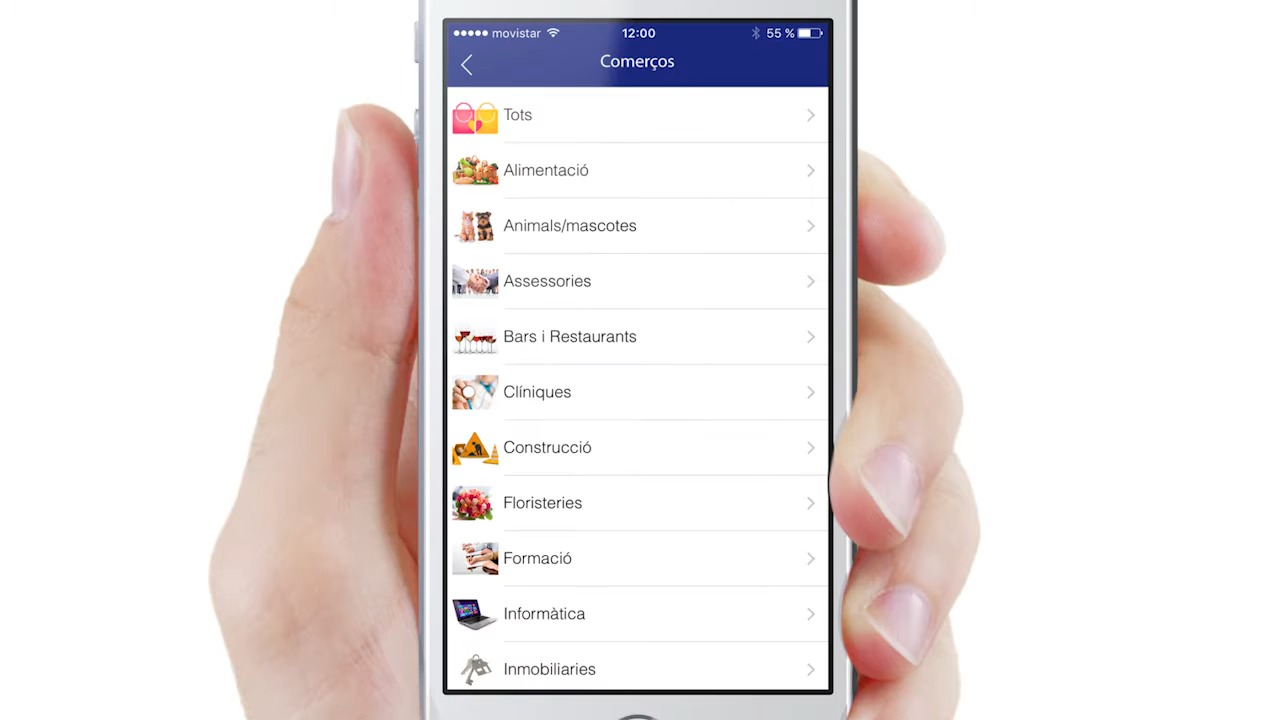 movistar 12:00 55 %
Comerços
Tots
Alimentació
Animals/mascotes
Assessories
Bars i Restaurants
Clíniques
Construcció
Floristeries
Formació
Informàtica
Inmobiliaries